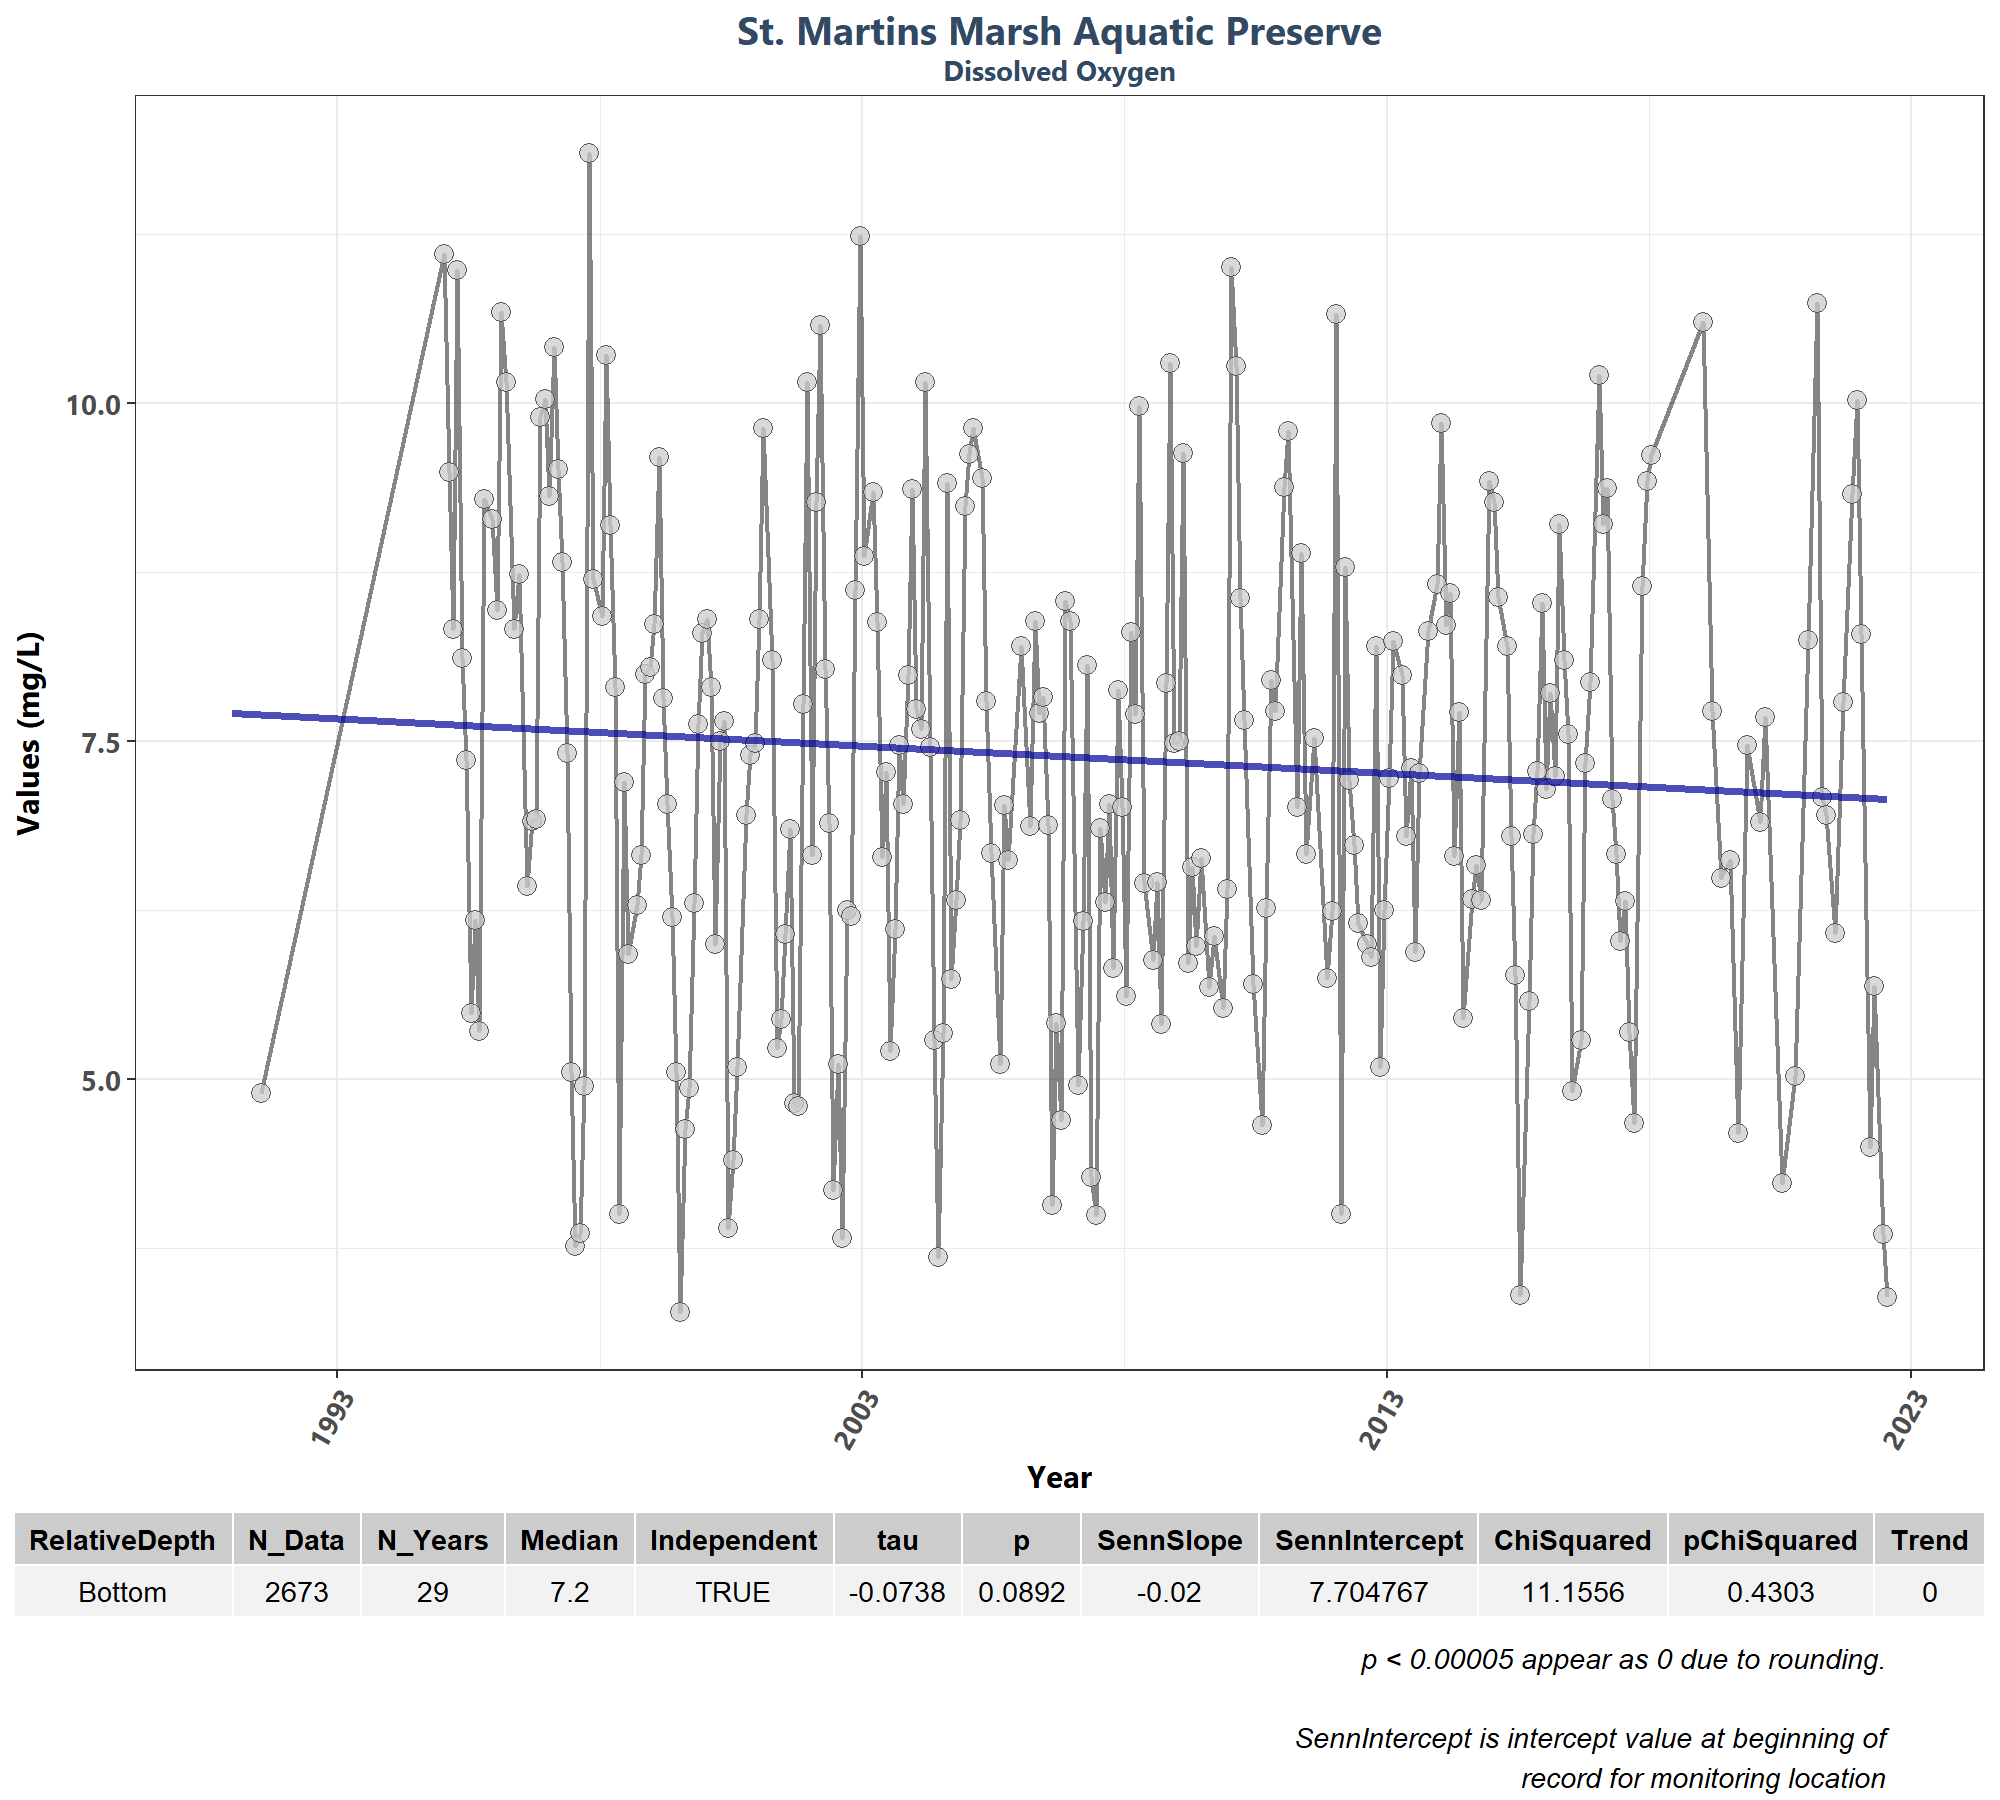 St. Martins Marsh Aquatic Preserve
Dissolved Oxygen
Values (mg/L)
10.0
7.5
5.0
1993
2003
2013
2023
Year
RelativeDepth N_Data N_Years Median Independent tau p SennSlope SennIntercept ChiSquared pChiSquared Trend
Bottom 2673 29 7.2 TRUE -0.0738 0.0892 -0.02 7.704767 11.1556 0.4303 0
p < 0.00005 appear as 0 due to rounding.
SennIntercept is intercept value at beginning of
record for monitoring location